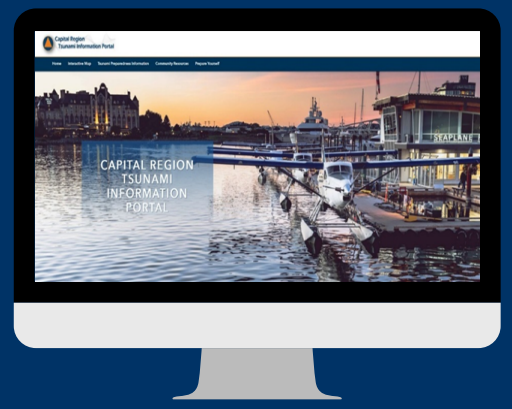 Capital Region
Tsunami Information Portal
Home Interactive Map Tsunami Preparedness Information Community Resources Prepare Yourself
SEAPLANE
CAPITAL REGION
TSUNAMI
INFORMATION
PORTAL